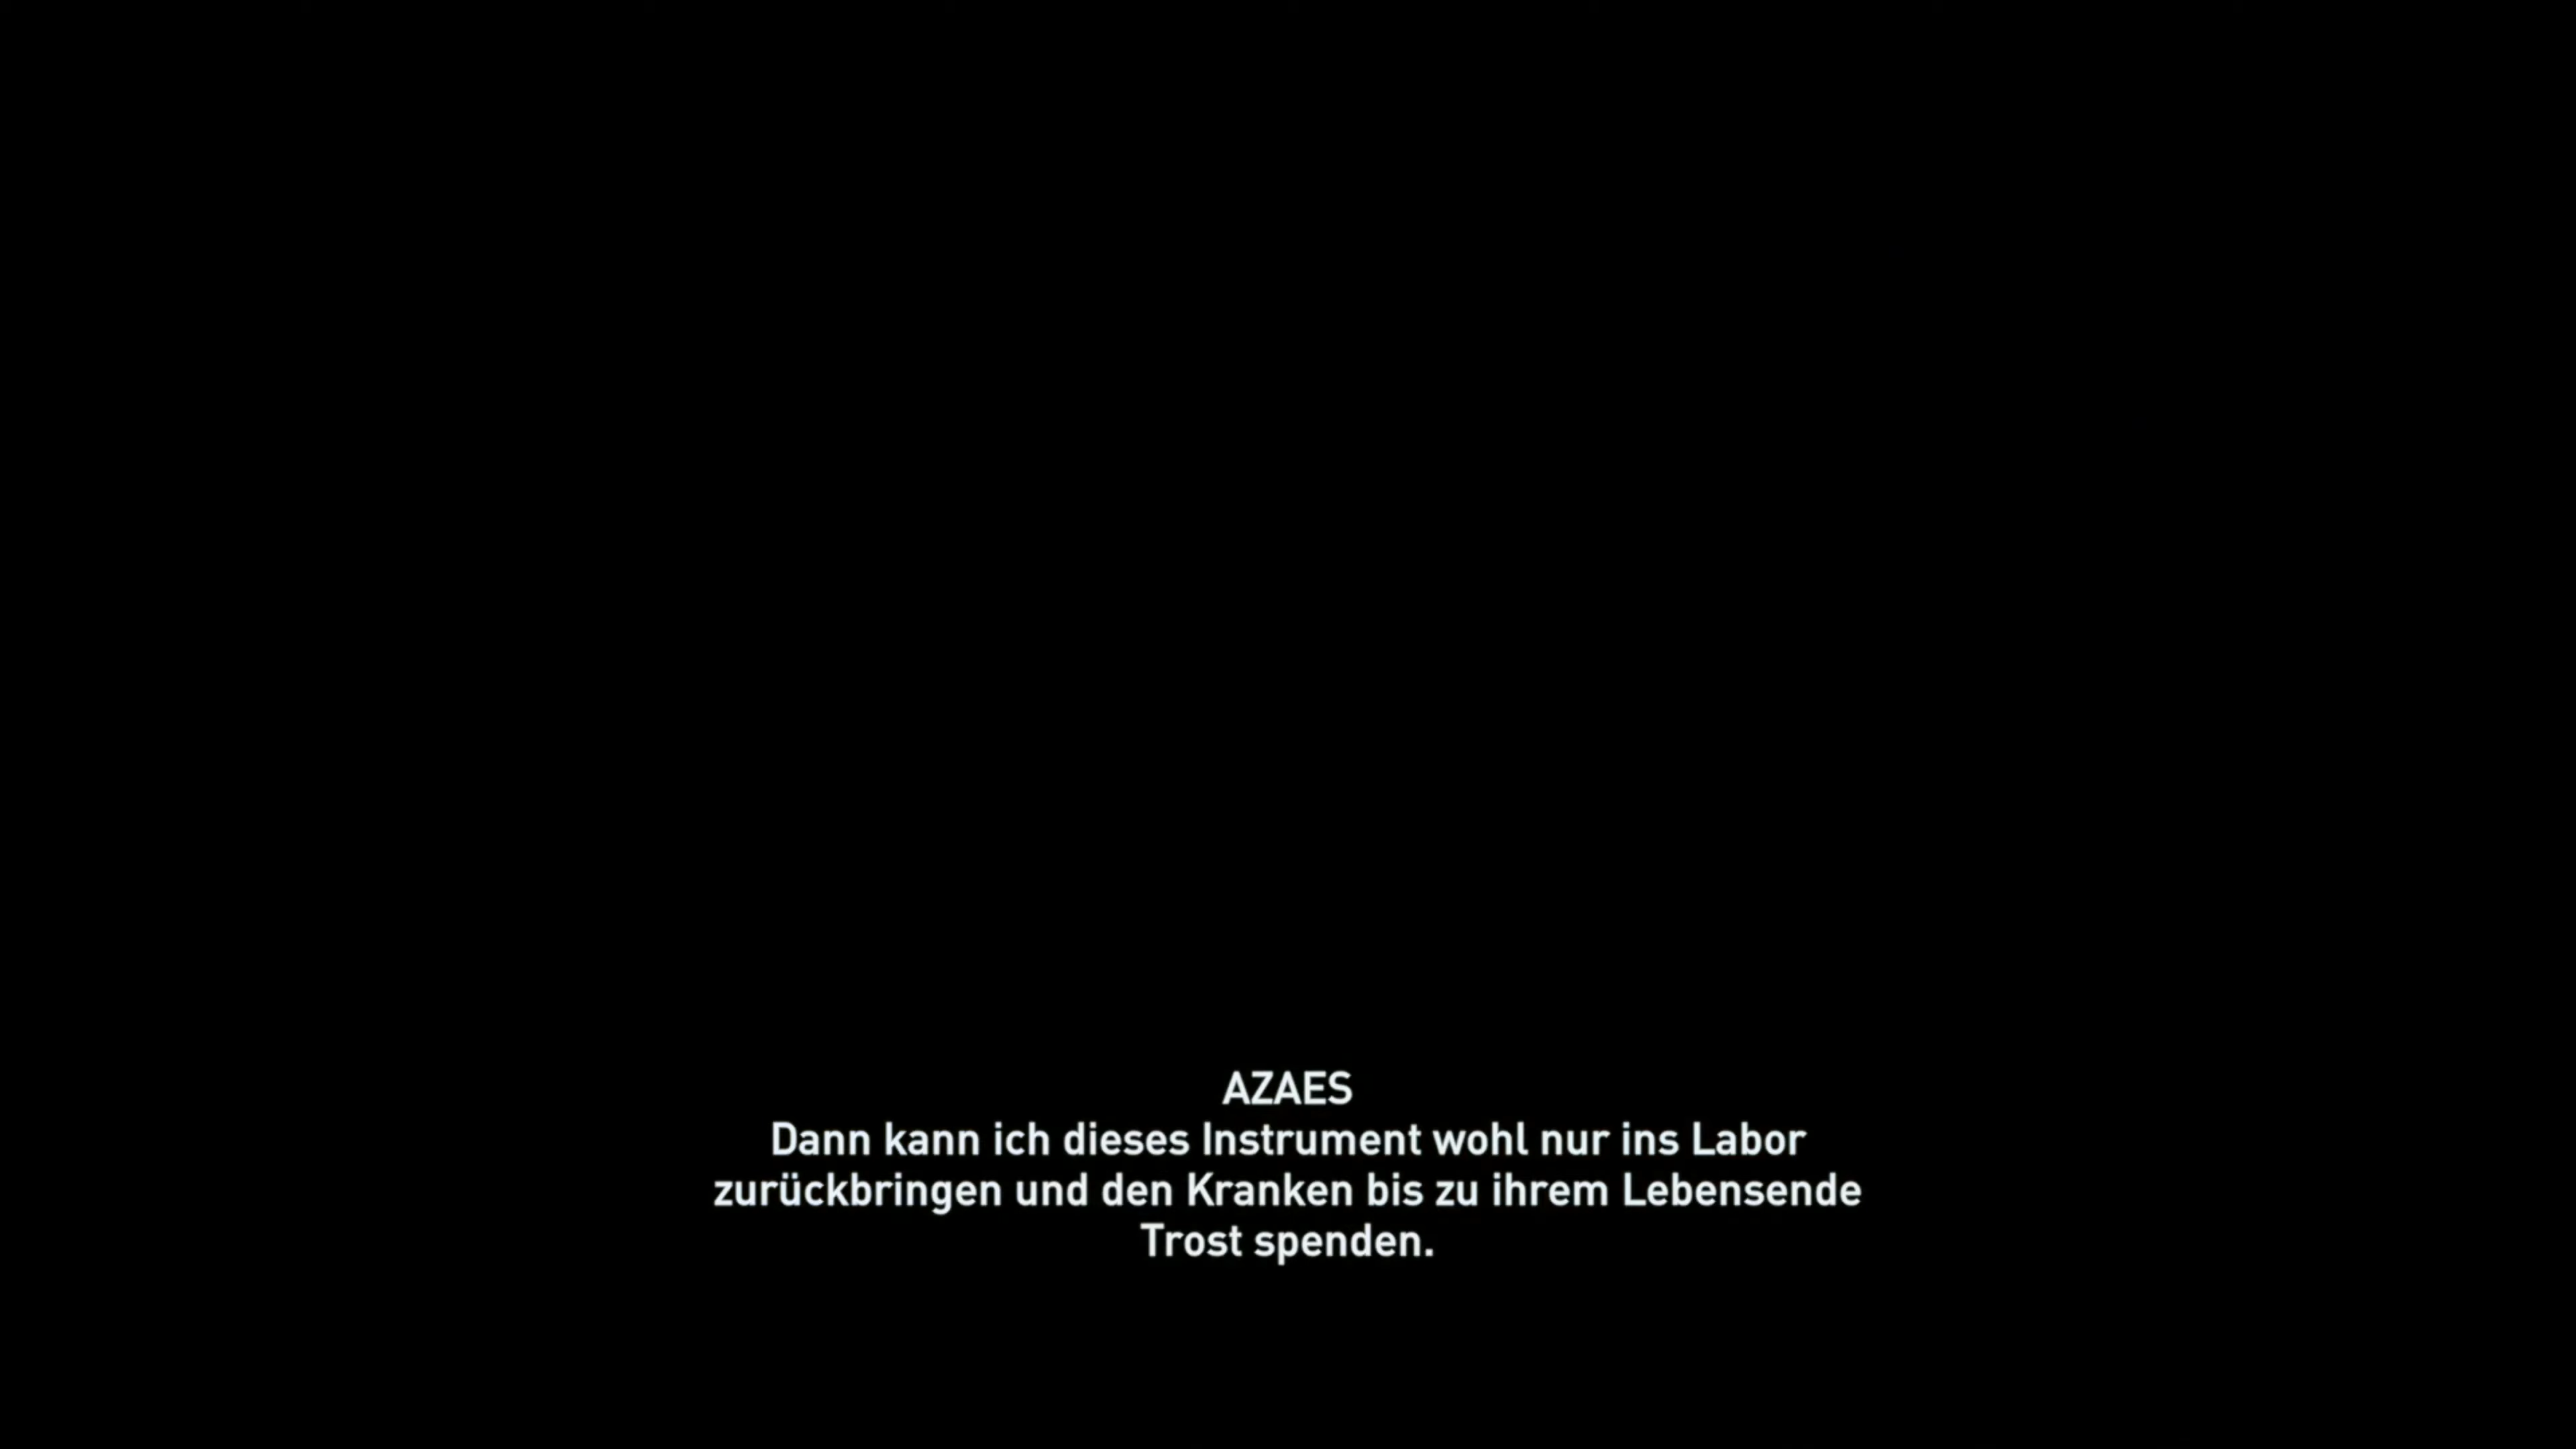 AZAES
Dann kann ich dieses Instrument wohl nur ins Labor
zurückbringen und den Kranken bis zu ihrem Lebensende
Trost spenden.